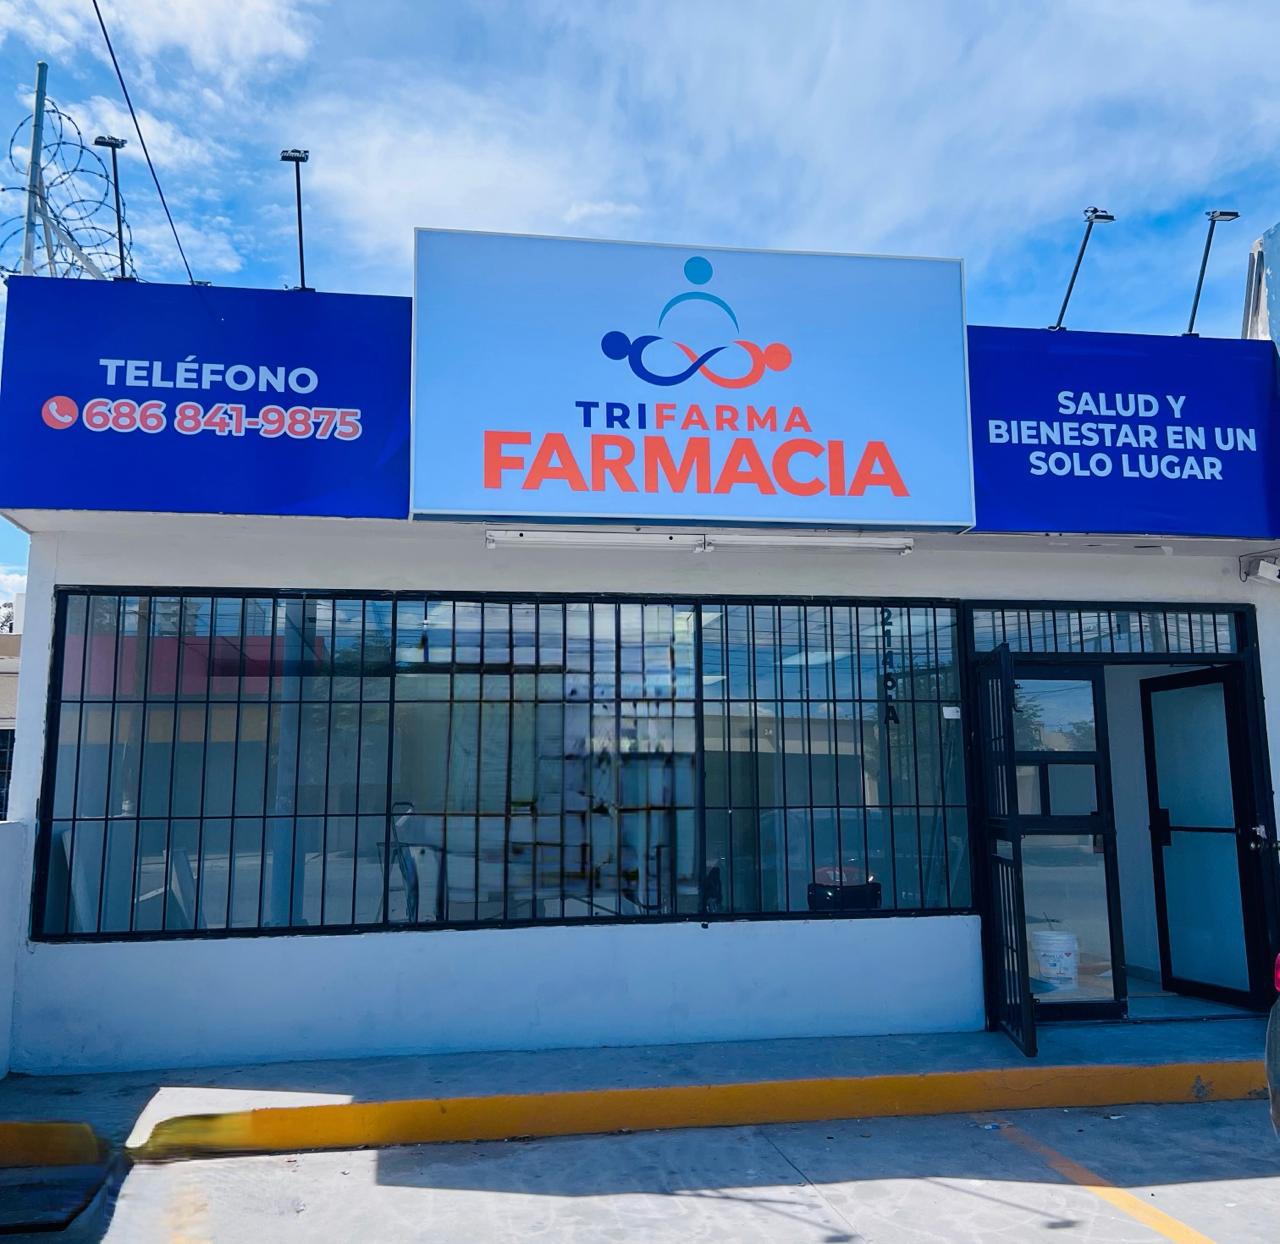 TELÉFONO
686 841-9875
TRIFARMA
FARMACIA
SALUD Y
BIENESTAR EN UN
SOLO LUGAR